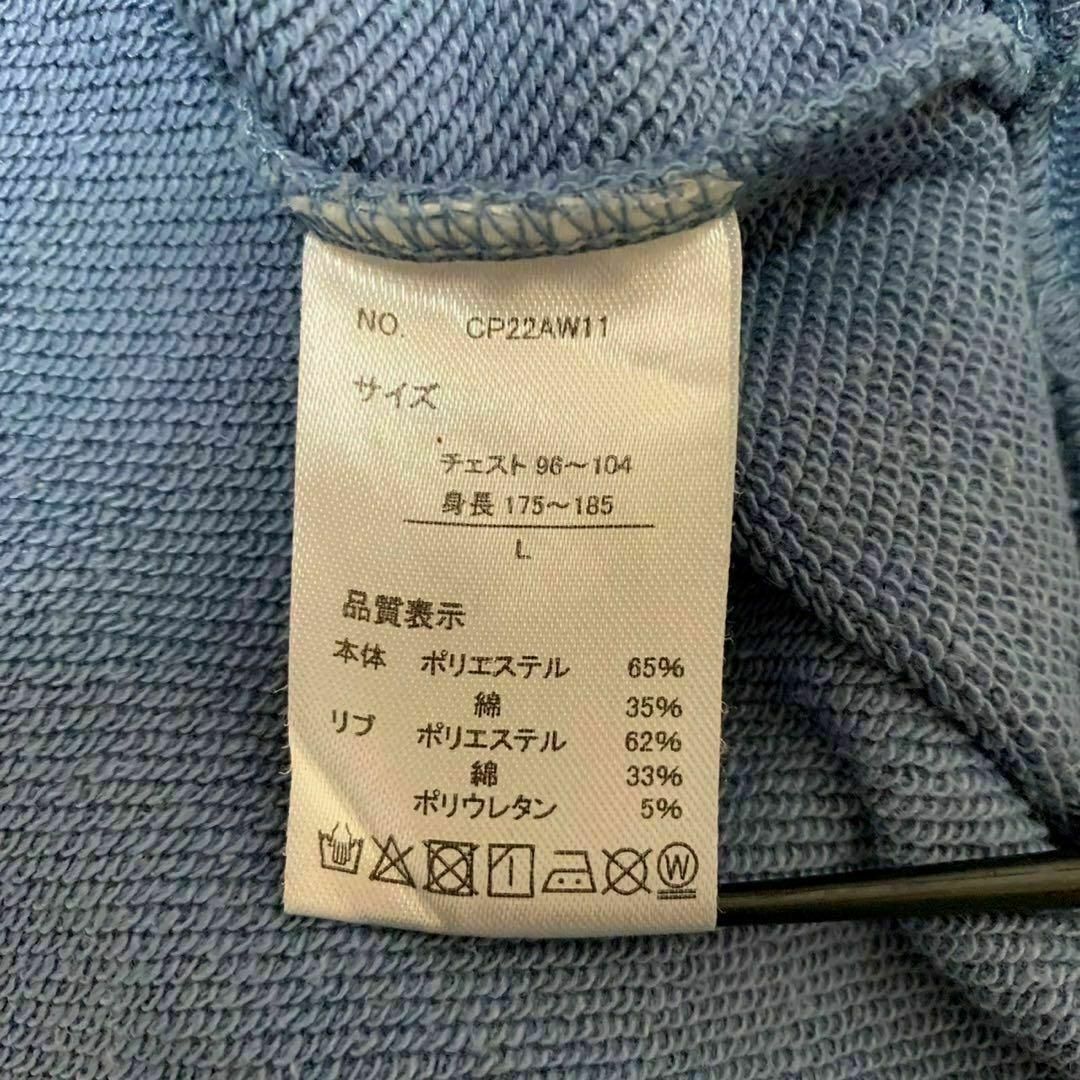 NO. CP22AW11
サイズ
チェスト 96～104
身長 175～185
L
品質表示
本体 ポリエステル 65%
綿 35%
リブ ポリエステル 62%
綿 33%
ポリウレタン 5%
W